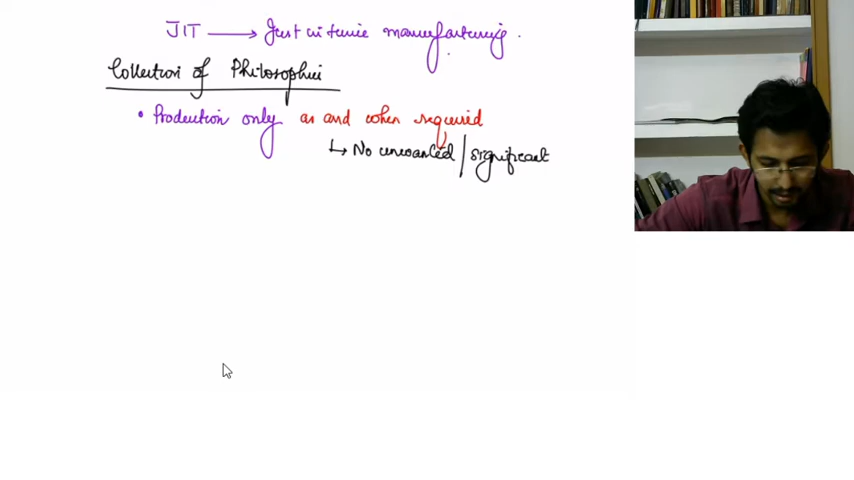 JIT → Just in time manufacturing.
Collection of Philosophies
• Production only as and when required
↳ No unwanted / significant